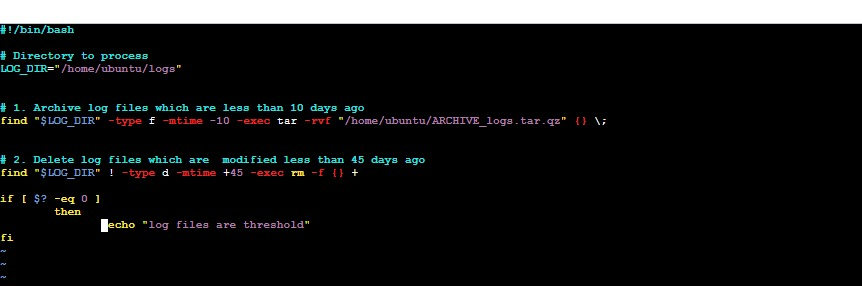 #!/bin/bash
# Directory to process
LOG_DIR="/home/ubuntu/logs"
# 1. Archive log files which are less than 10 days ago
find "$LOG_DIR" -type f -mtime -10 -exec tar -rvf "/home/ubuntu/ARCHIVE_logs.tar.gz" {} \;
# 2. Delete log files which are  modified less than 45 days ago
find "$LOG_DIR" ! -type d -mtime +45 -exec rm -f {} +
if [ $? -eq 0 ]
then
echo "log files are threshold"
fi
~
~
~